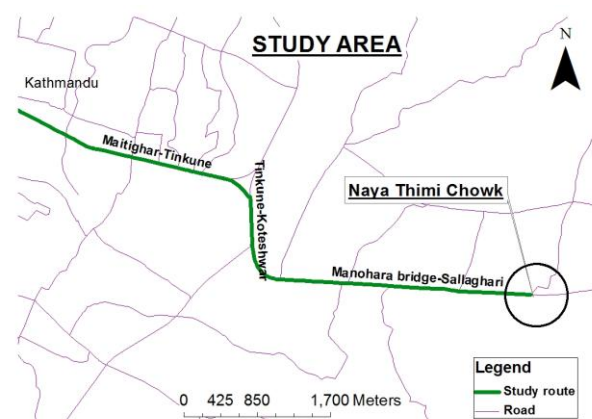 STUDY AREA
N
Kathmandu
Maitighar-Tinkune
Tinkune-Koteshwar
Naya Thimi Chowk
Manohara bridge-Sallaghari
Legend
Study route
Road
0 425 850 1,700 Meters